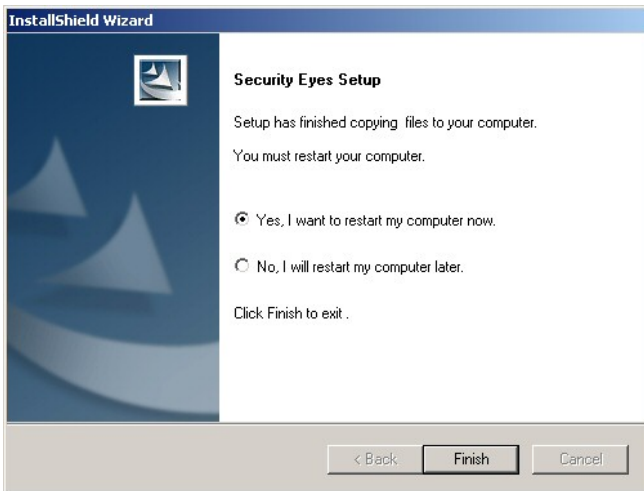 InstallShield Wizard
Security Eyes Setup
Setup has finished copying files to your computer.
You must restart your computer.
Yes, I want to restart my computer now.
No, I will restart my computer later.
Click Finish to exit .
< Back Finish Cancel